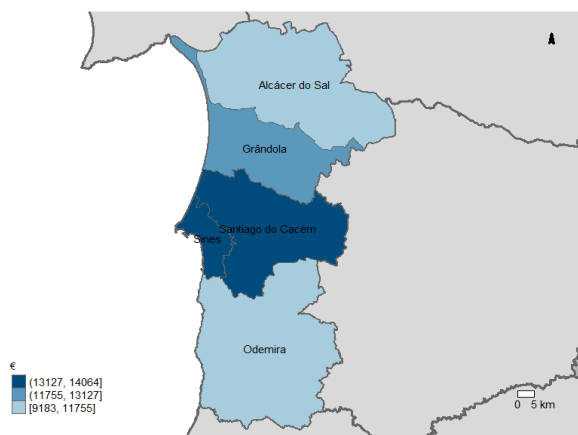 Alcácer do Sal
Grândola
Santiago do Cacém
Sines
Odemira
€
(13127, 14064]
(11755, 13127]
[9183, 11755]
0 5 km